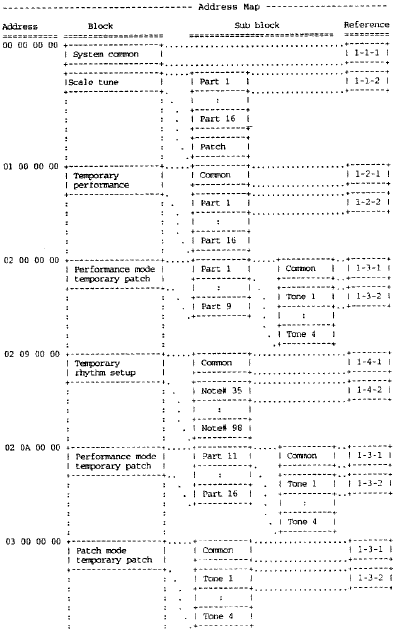 Address Map
Address Block Sub block Reference
00 00 00 00
System common 1-1-1
Scale tune Part 1 1-1-2
:
Part 16
Patch
01 00 00 00
Temporary Common 1-2-1
performance
Part 1 1-2-2
:
Part 16
02 00 00 00
Performance mode Part 1 Common 1-3-1
temporary patch
: Tone 1 1-3-2
Part 9 :
Tone 4
02 09 00 00
Temporary Common 1-4-1
rhythm setup
Note# 35 1-4-2
:
Note# 98
02 0A 00 00
Performance mode Part 11 Common 1-3-1
temporary patch
: Tone 1 1-3-2
Part 16 :
Tone 4
03 00 00 00
Patch mode Common 1-3-1
temporary patch
Tone 1 1-3-2
:
Tone 4